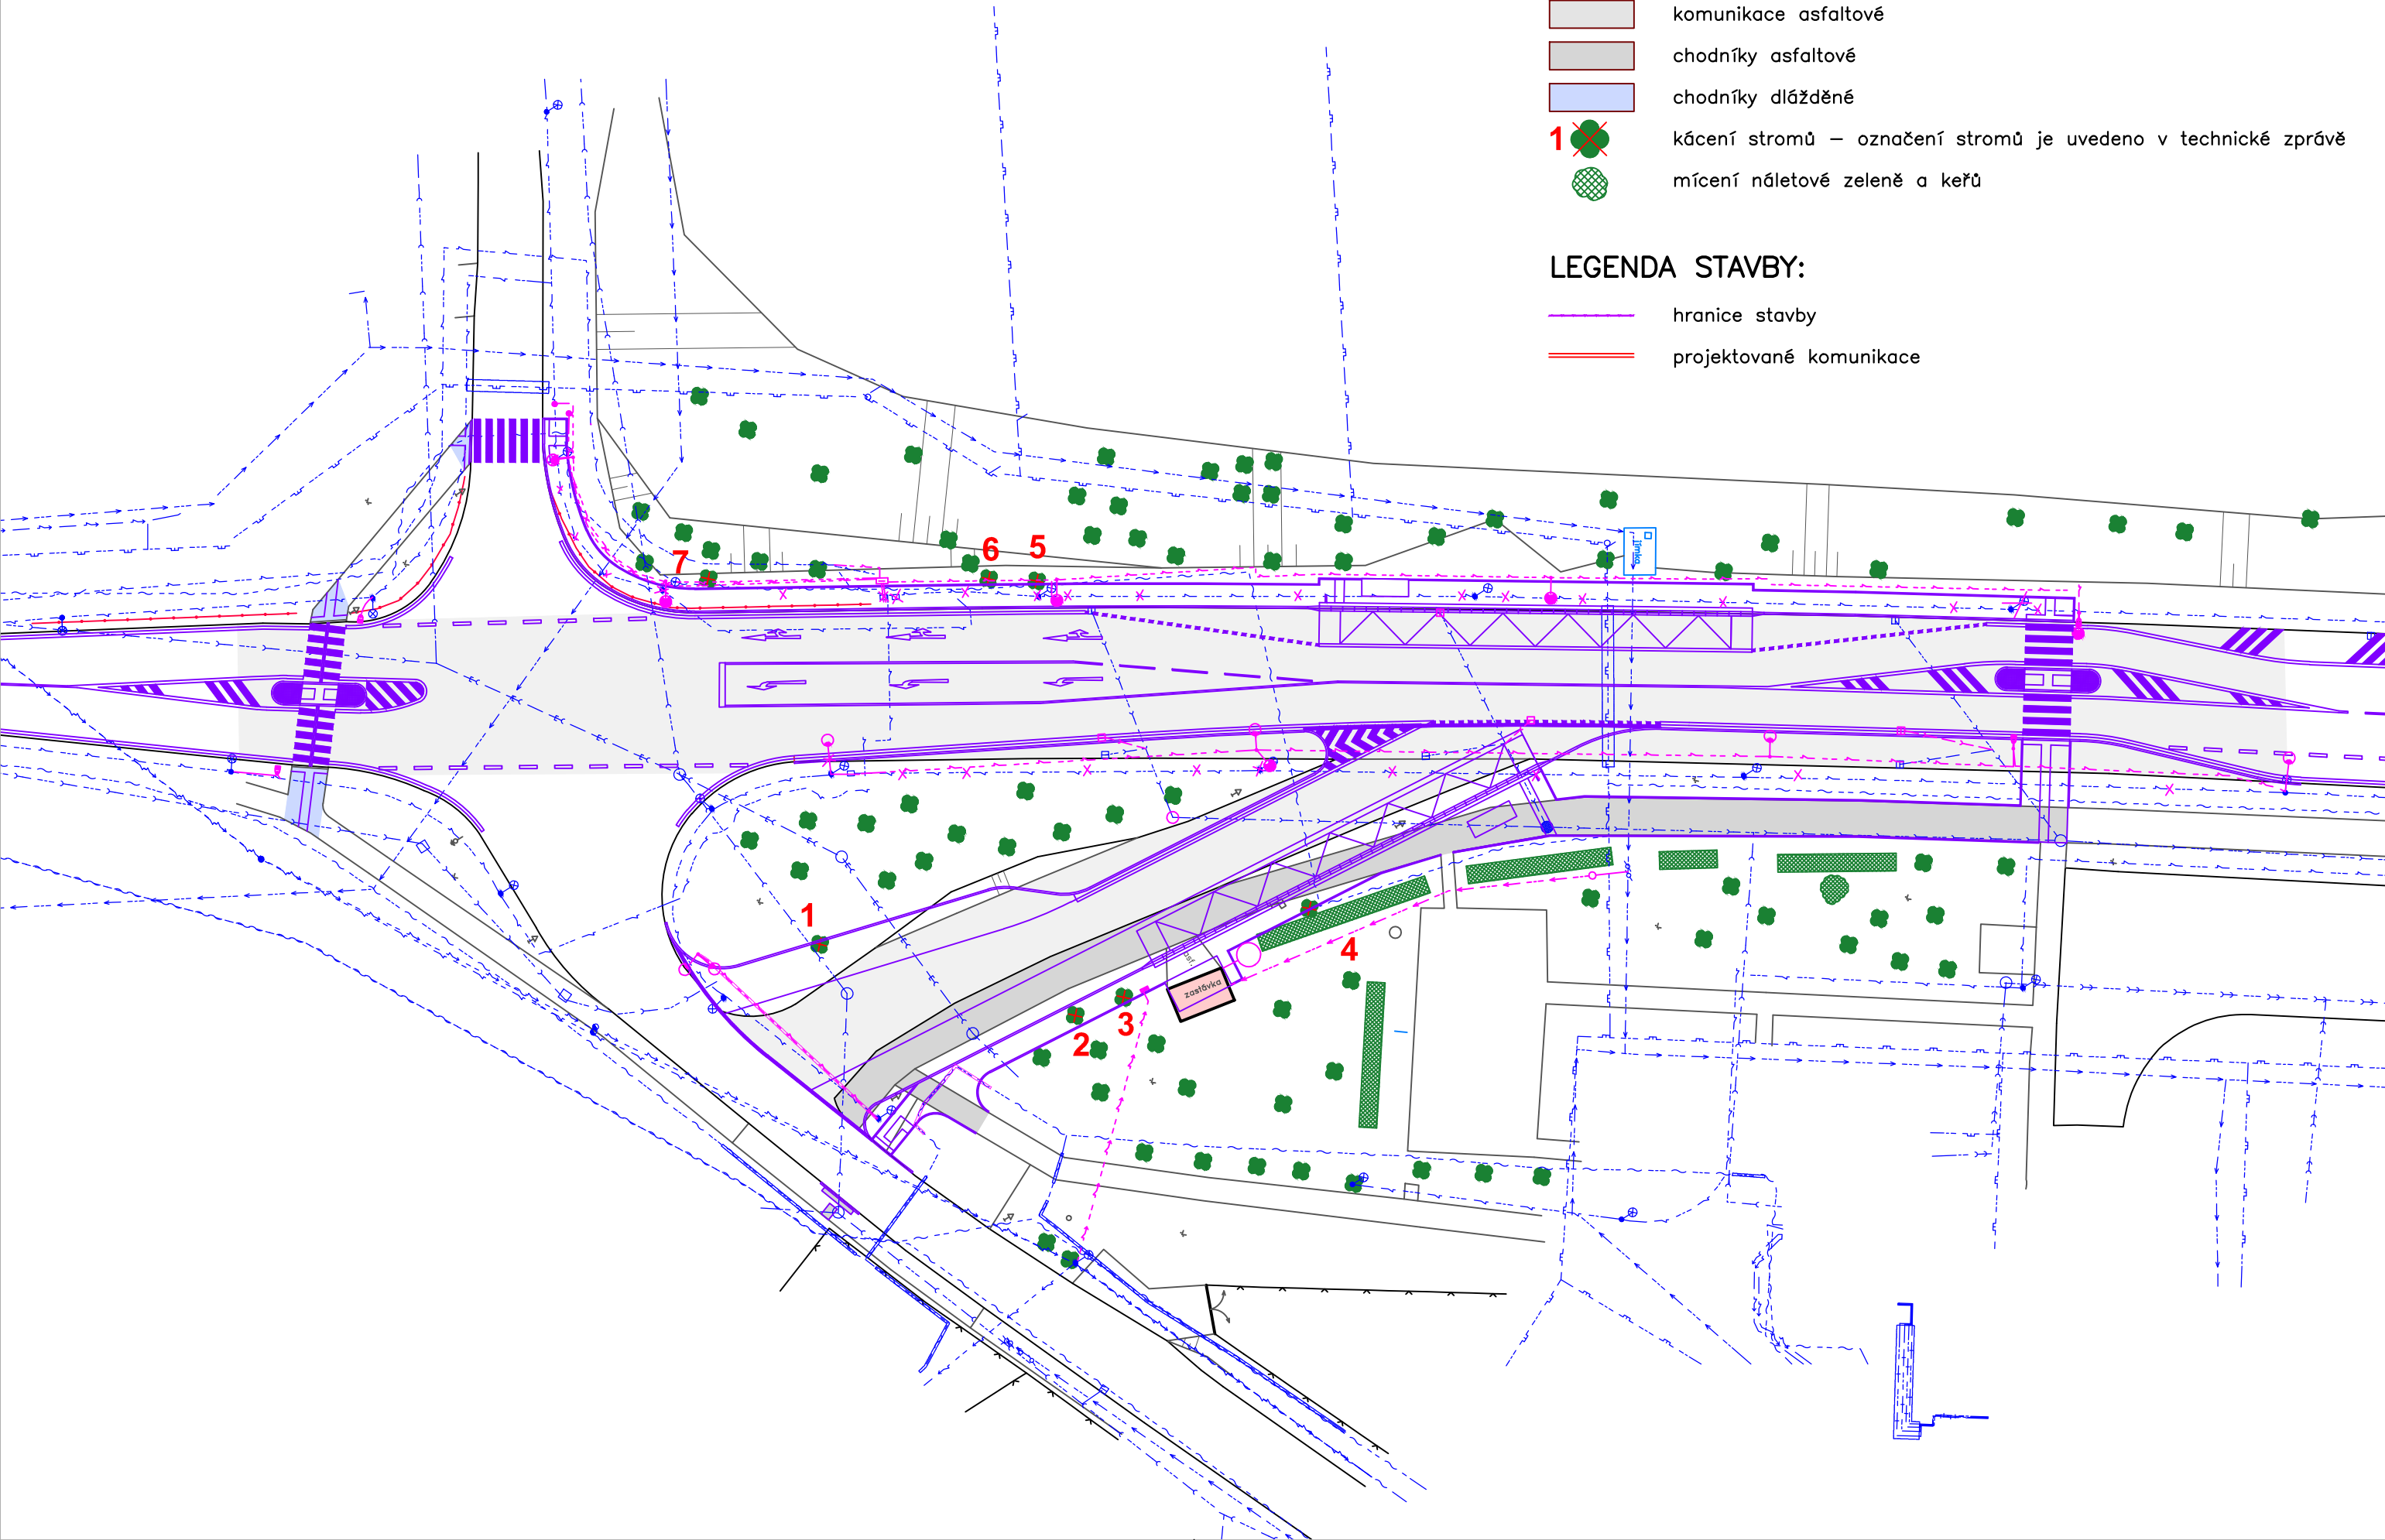 komunikace asfaltové
chodníky asfaltové
chodníky dlážděné
1 kácení stromů – označení stromů je uvedeno v technické zprávě
mícení náletové zeleně a keřů
LEGENDA STAVBY:
hranice stavby
projektované komunikace
jímka
7
6
5
1
4
zastávka
3
2